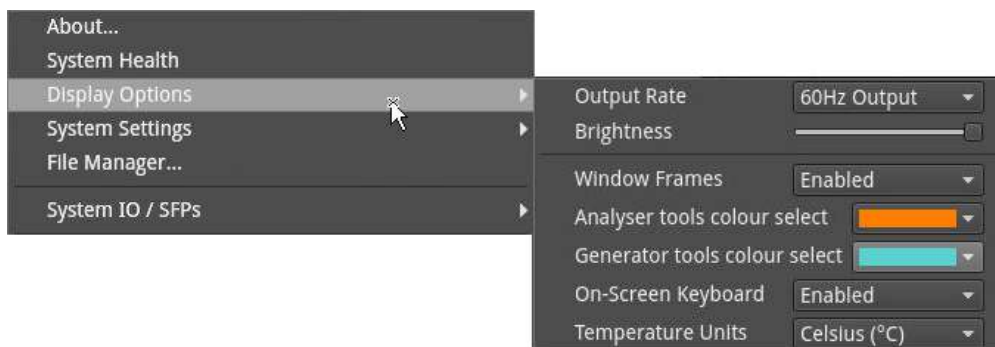 About...
System Health
Display Options
System Settings
File Manager...
System IO / SFPs
Output Rate 60Hz Output
Brightness
Window Frames Enabled
Analyser tools colour select
Generator tools colour select
On-Screen Keyboard Enabled
Temperature Units Celsius (°C)